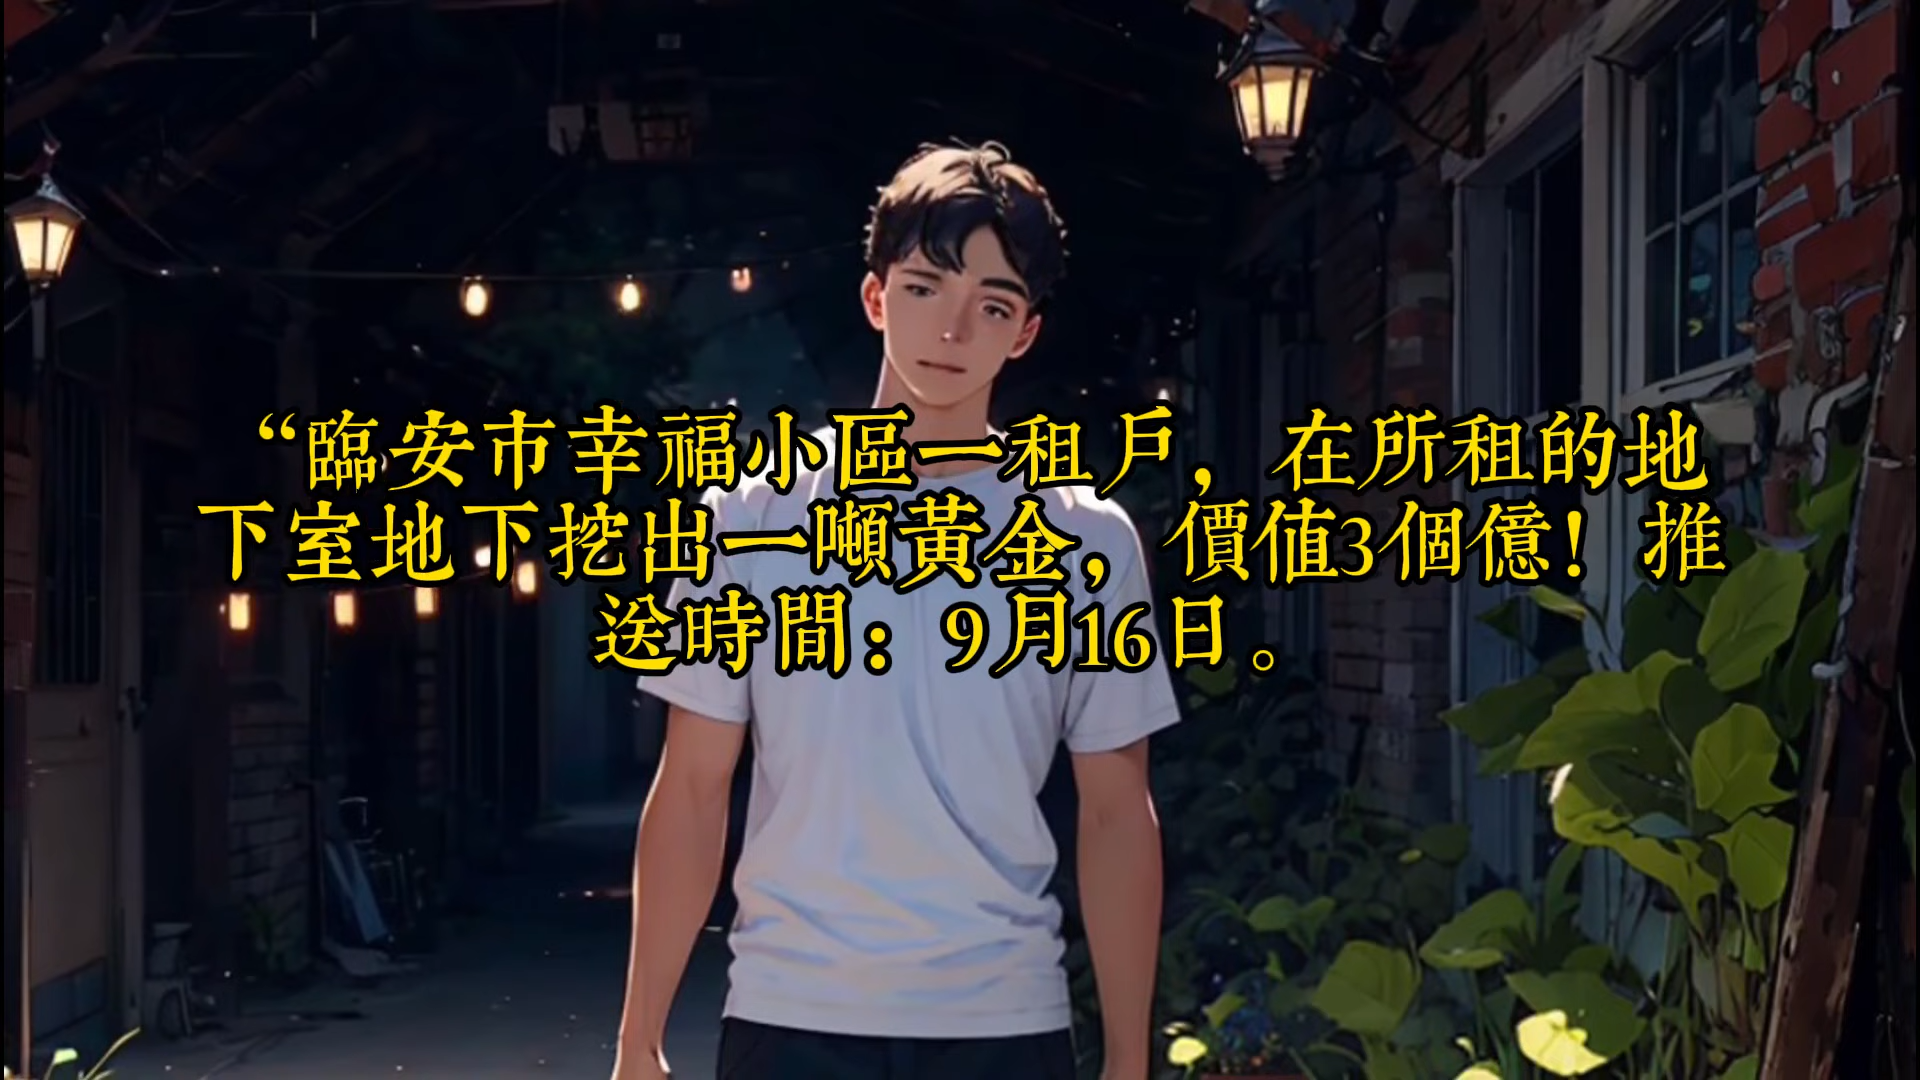 “臨安市幸福小區一租戶，在所租的地
下室地下挖出一噸黃金，價值3個億！推
送時間：9月16日。